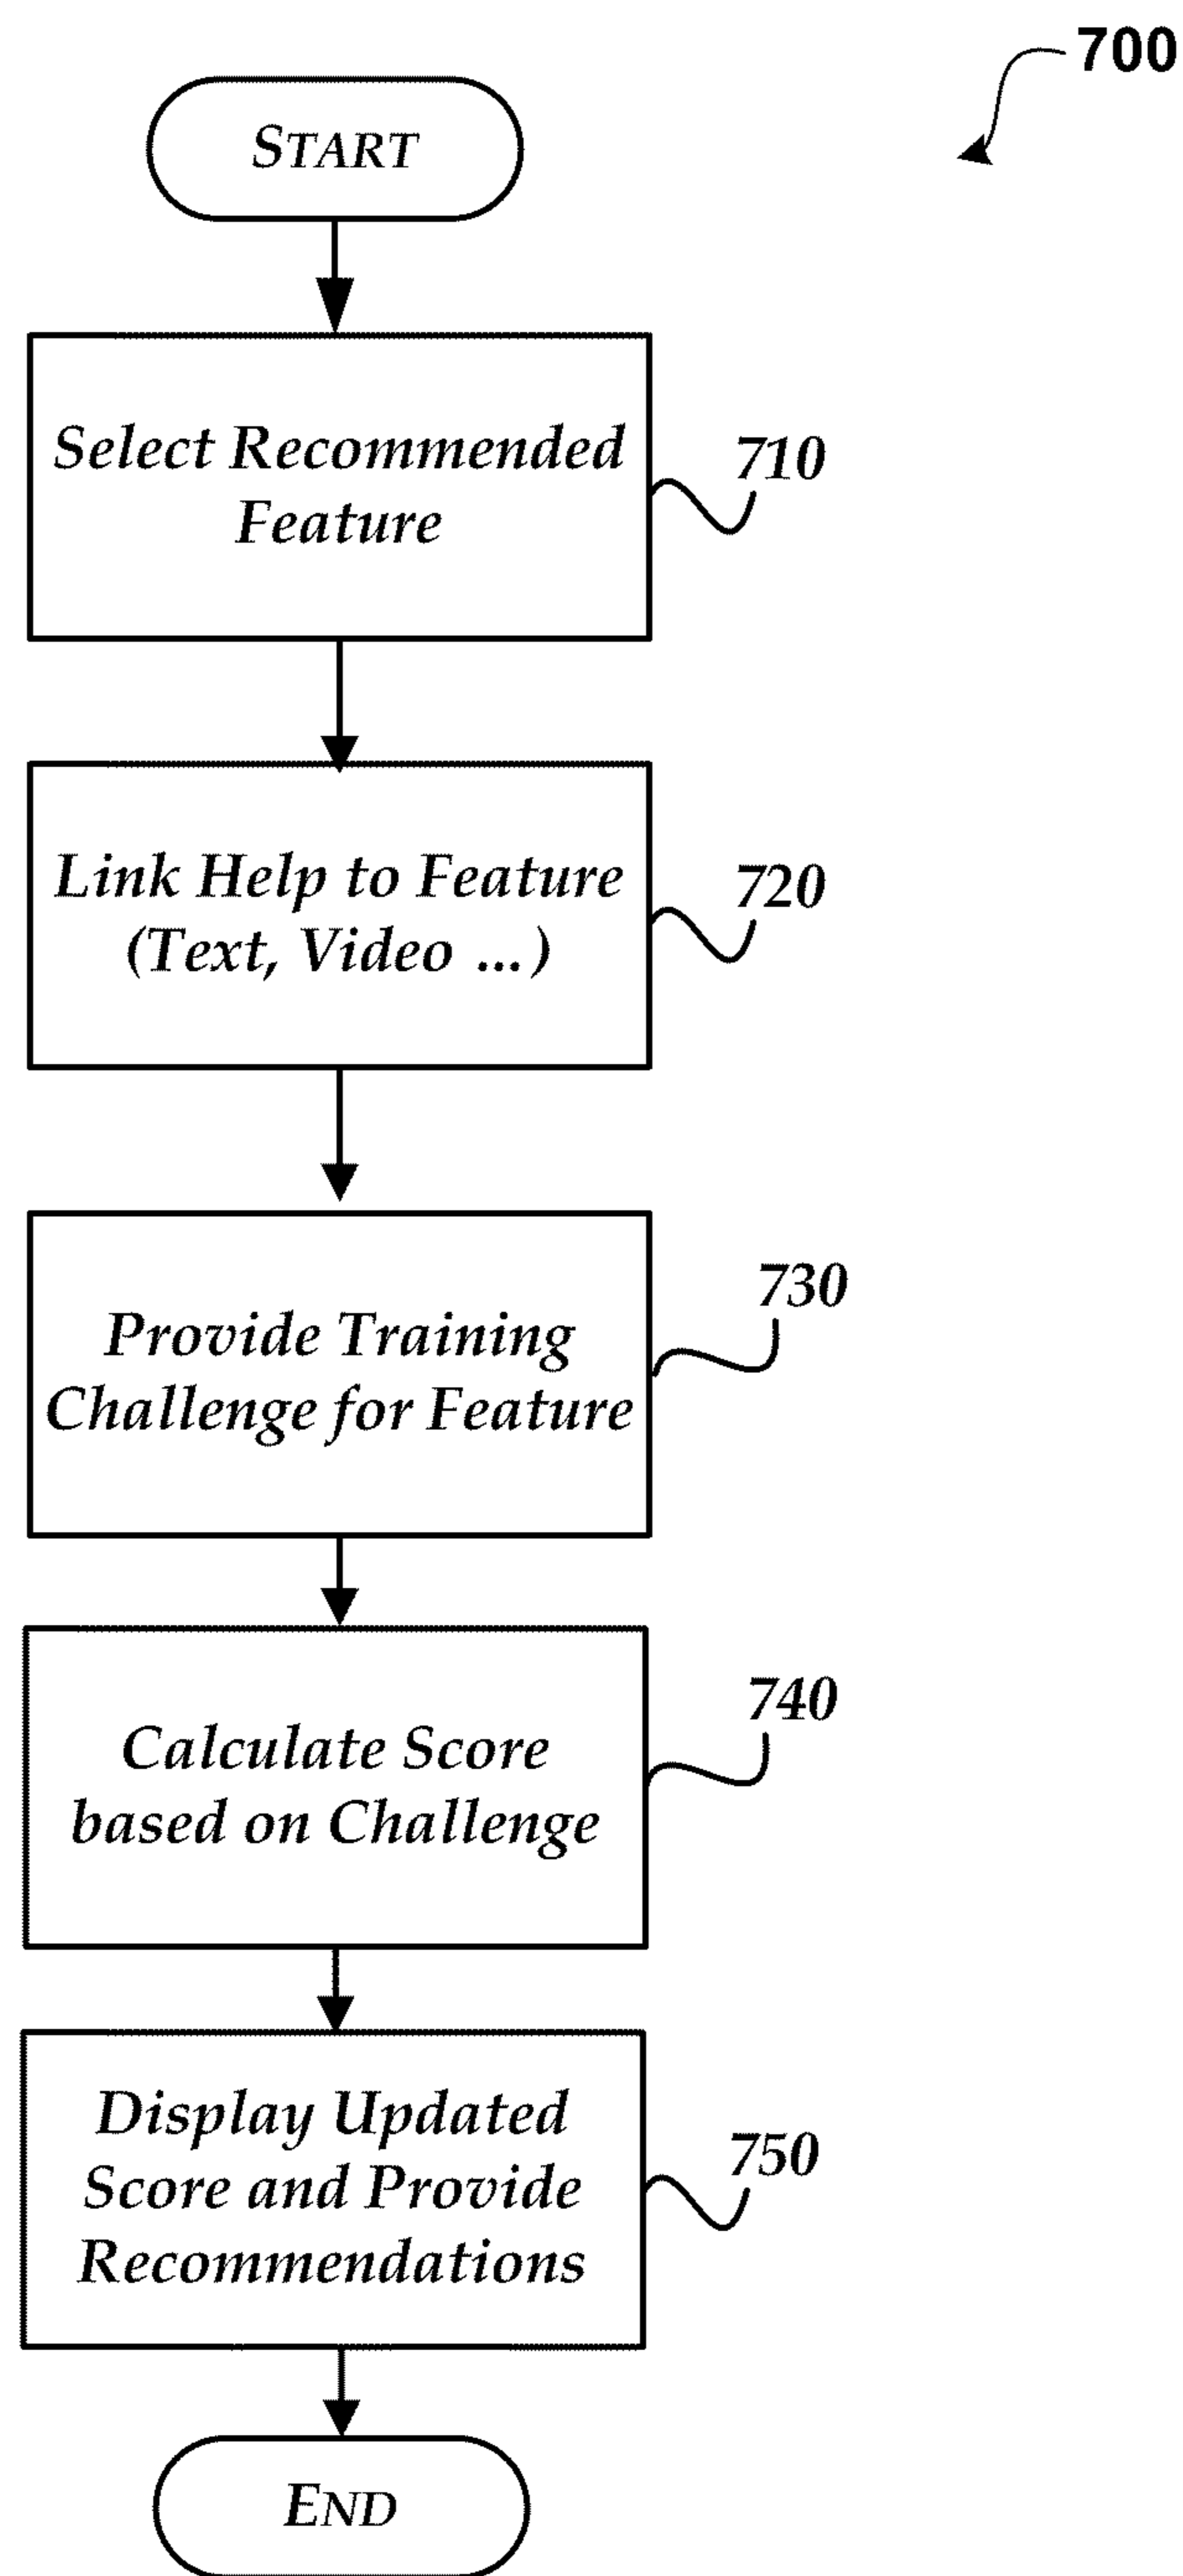 700
START
Select Recommended
Feature
710
Link Help to Feature
(Text, Video ...)
720
Provide Training
Challenge for Feature
730
Calculate Score
based on Challenge
740
Display Updated
Score and Provide
Recommendations
750
END